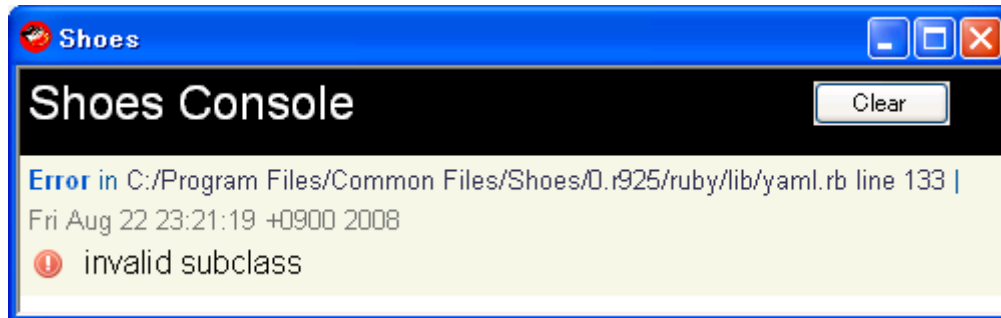 Shoes
Shoes Console
Clear
Error in C:/Program Files/Common Files/Shoes/0.r925/ruby/lib/yaml.rb line 133 |
Fri Aug 22 23:21:19 +0900 2008
invalid subclass